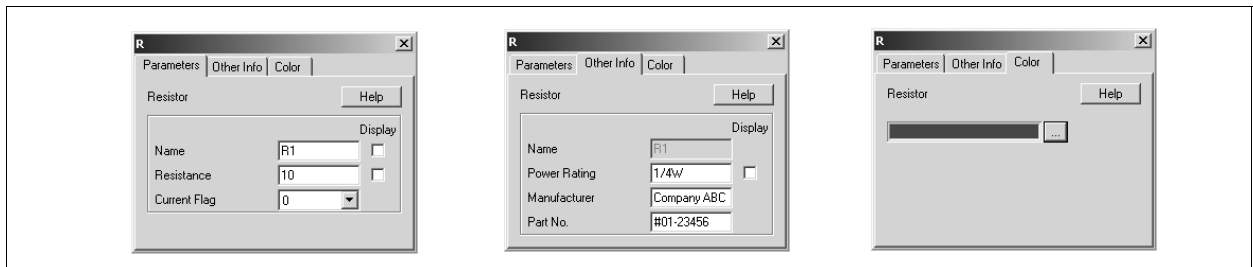 R
Parameters Other Info Color
Resistor Help
Display
Name R1
Resistance 10
Current Flag 0
R
Parameters Other Info Color
Resistor Help
Display
Name R1
Power Rating 1/4W
Manufacturer Company ABC
Part No. #01-23456
R
Parameters Other Info Color
Resistor Help
...